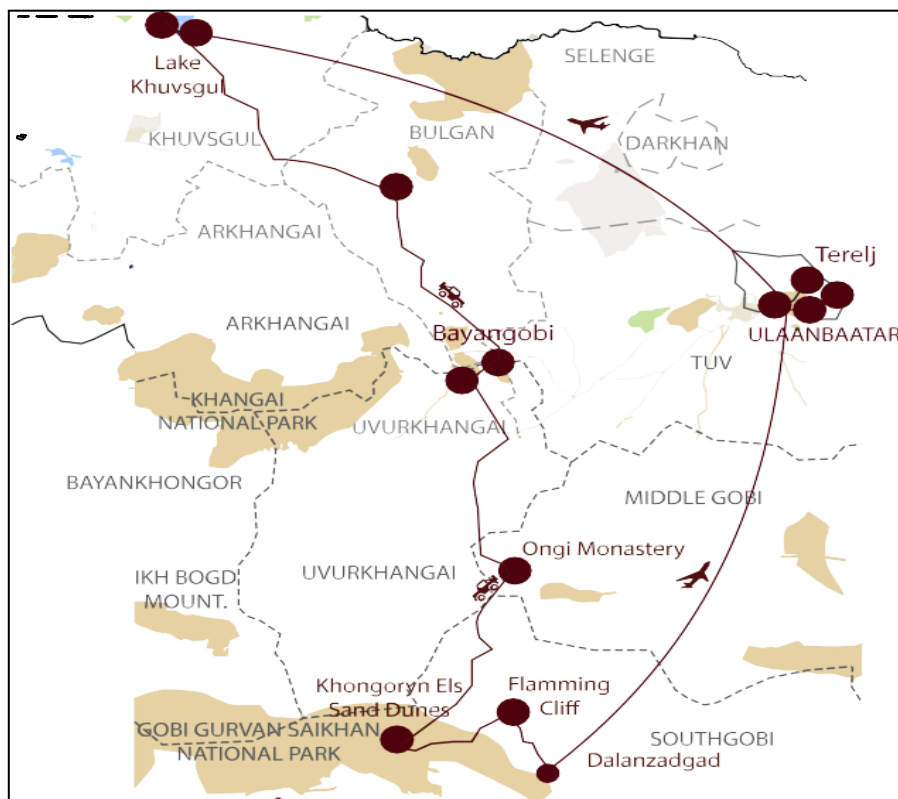 SELENGE
Lake
Khuvsgul
KHUVSGUL
BULGAN
DARKHAN
ARKHANGAI
Terelj
ARKHANGAI
Bayangobi
ULAANBAATAR
TUV
KHANGAI
NATIONAL PARK
UVURKHANGAI
BAYANKHONGOR
MIDDLE GOBI
Ongi Monastery
IKH BOGD
MOUNT.
UVURKHANGAI
Khongoryn Els
Sand Dunes
Flamming
Cliff
GOBI GURVAN SAIKHAN
NATIONAL PARK
SOUTHGOBI
Dalanzadgad